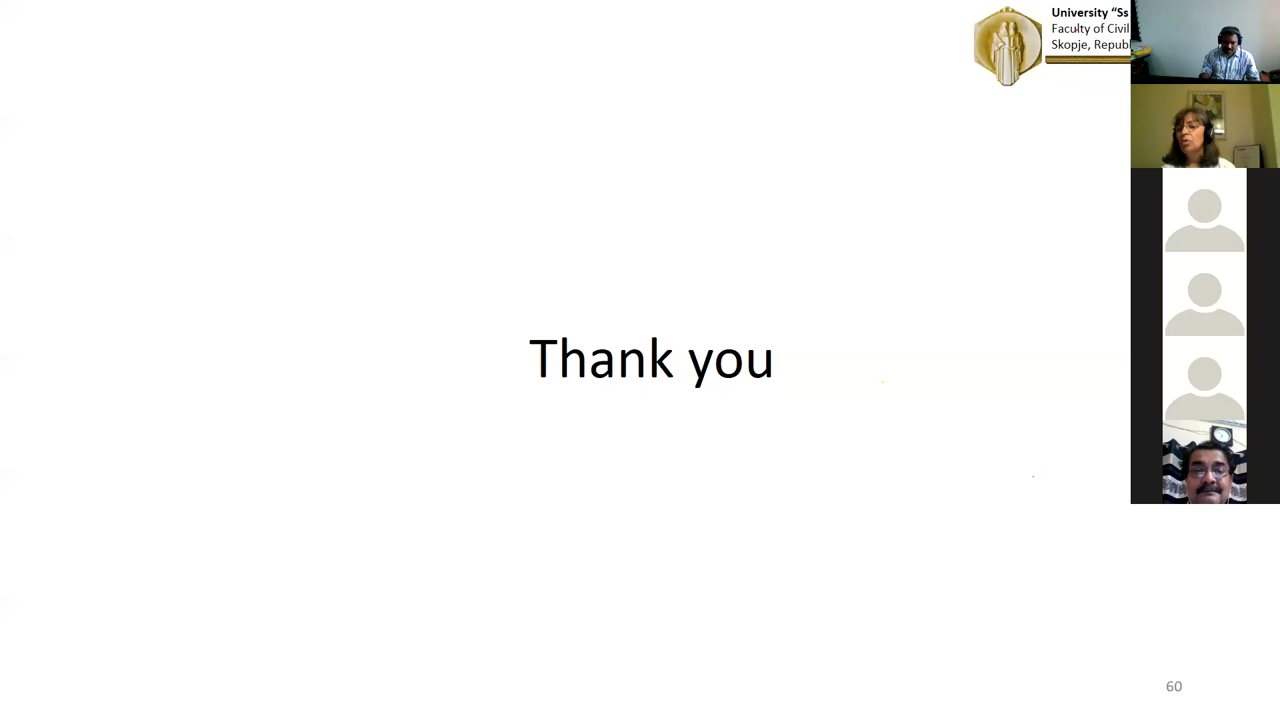 University “Ss
Faculty of Civil
Skopje, Republ
Thank you
60